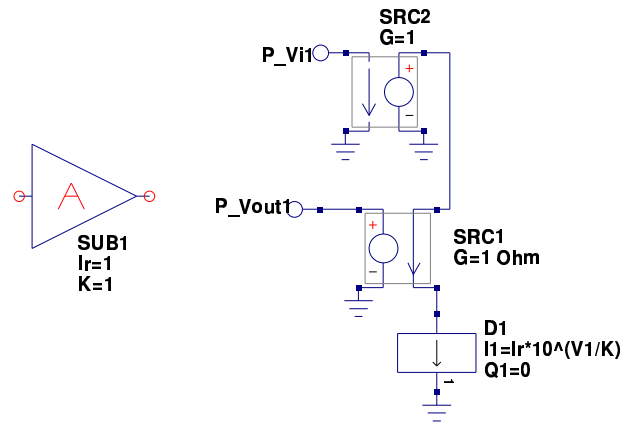 SRC2
G=1
P_Vi1
+
−
A
SUB1
Ir=1
K=1
P_Vout1
+
−
SRC1
G=1 Ohm
D1
I1=Ir*10^(V1/K)
Q1=0
1